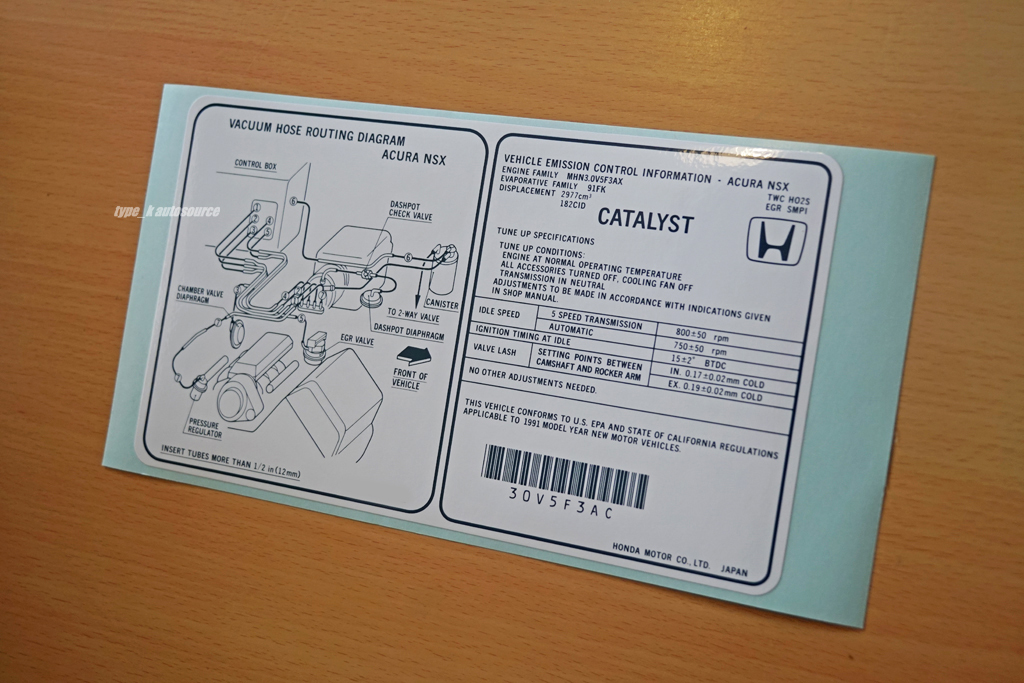 VACUUM HOSE ROUTING DIAGRAM
ACURA NSX
CONTROL BOX
type_k autosource
1
2
3
4
5
6
DASHPOT
CHECK VALVE
6
CANISTER
TO 2-WAY VALVE
DASHPOT DIAPHRAGM
CHAMBER VALVE
DIAPHRAGM
EGR VALVE
FRONT OF
VEHICLE
PRESSURE
REGULATOR
INSERT TUBES MORE THAN 1/2 in (12mm)
VEHICLE EMISSION CONTROL INFORMATION - ACURA NSX
ENGINE FAMILY MHN3.0V5F3AX
EVAPORATIVE FAMILY 91FK
DISPLACEMENT 2977cm³
182CID
TWC HO2S
EGR SMPI
CATALYST
TUNE UP SPECIFICATIONS
TUNE UP CONDITIONS:
ENGINE AT NORMAL OPERATING TEMPERATURE
ALL ACCESSORIES TURNED OFF, COOLING FAN OFF
TRANSMISSION IN NEUTRAL
ADJUSTMENTS TO BE MADE IN ACCORDANCE WITH INDICATIONS GIVEN
IN SHOP MANUAL.
IDLE SPEED 5 SPEED TRANSMISSION 800±50 rpm
AUTOMATIC 750±50 rpm
IGNITION TIMING AT IDLE 15±2° BTDC
VALVE LASH SETTING POINTS BETWEEN IN. 0.17±0.02mm COLD
CAMSHAFT AND ROCKER ARM EX. 0.19±0.02mm COLD
NO OTHER ADJUSTMENTS NEEDED.
THIS VEHICLE CONFORMS TO U.S. EPA AND STATE OF CALIFORNIA REGULATIONS
APPLICABLE TO 1991 MODEL YEAR NEW MOTOR VEHICLES.
30V5F3AC
HONDA MOTOR CO., LTD. JAPAN